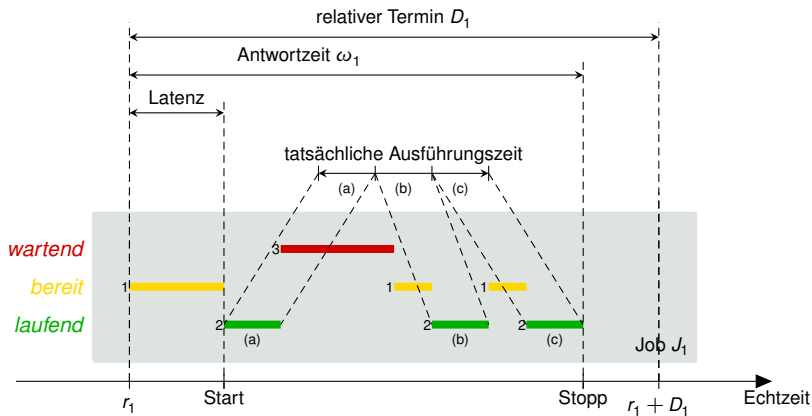 relativer Termin D₁
Antwortzeit ω₁
Latenz
tatsächliche Ausführungszeit
(a) (b) (c)
wartend 3
bereit 1 1 1
laufend 2 2 2
(a) (b) (c)
Job J₁
r₁ Start Stopp r₁ + D₁ Echtzeit